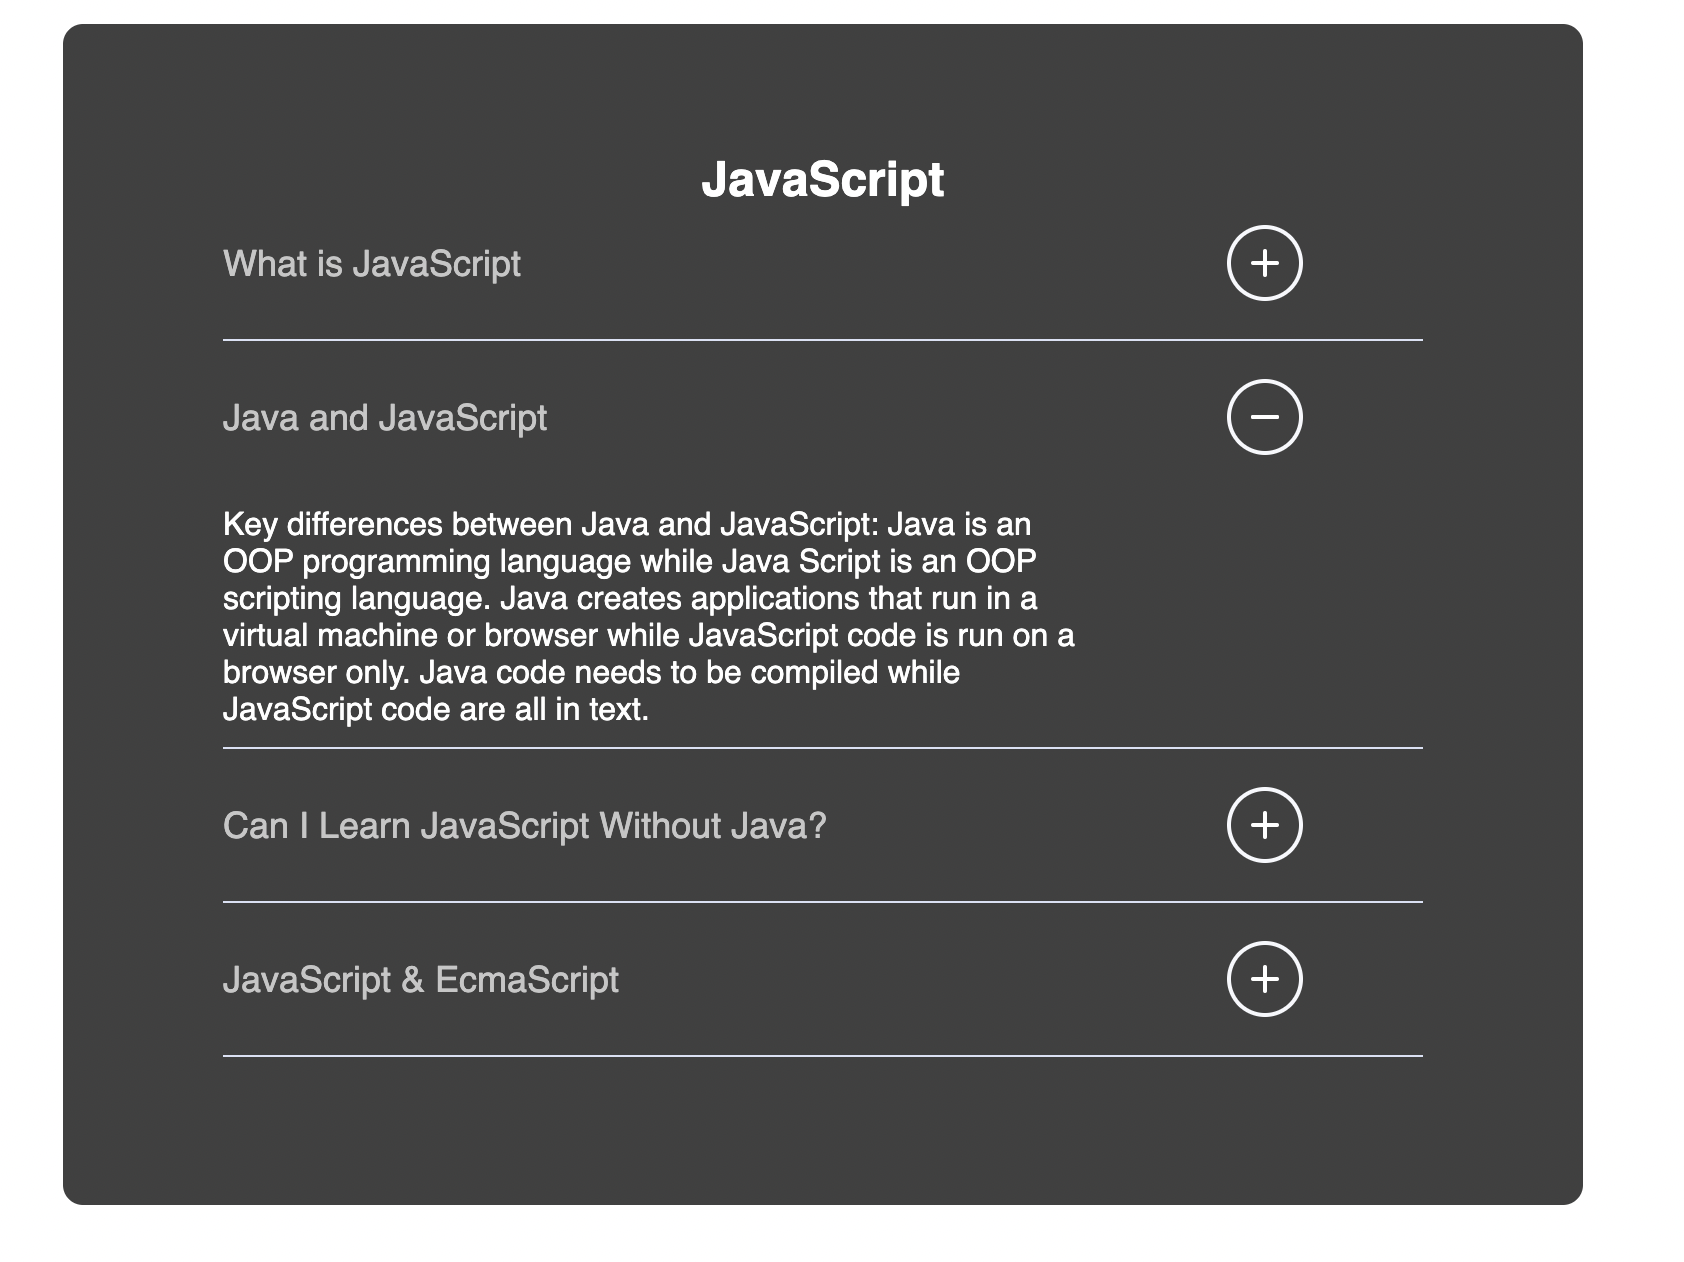 JavaScript
What is JavaScript
Java and JavaScript
Key differences between Java and JavaScript: Java is an
OOP programming language while Java Script is an OOP
scripting language. Java creates applications that run in a
virtual machine or browser while JavaScript code is run on a
browser only. Java code needs to be compiled while
JavaScript code are all in text.
Can I Learn JavaScript Without Java?
JavaScript & EcmaScript